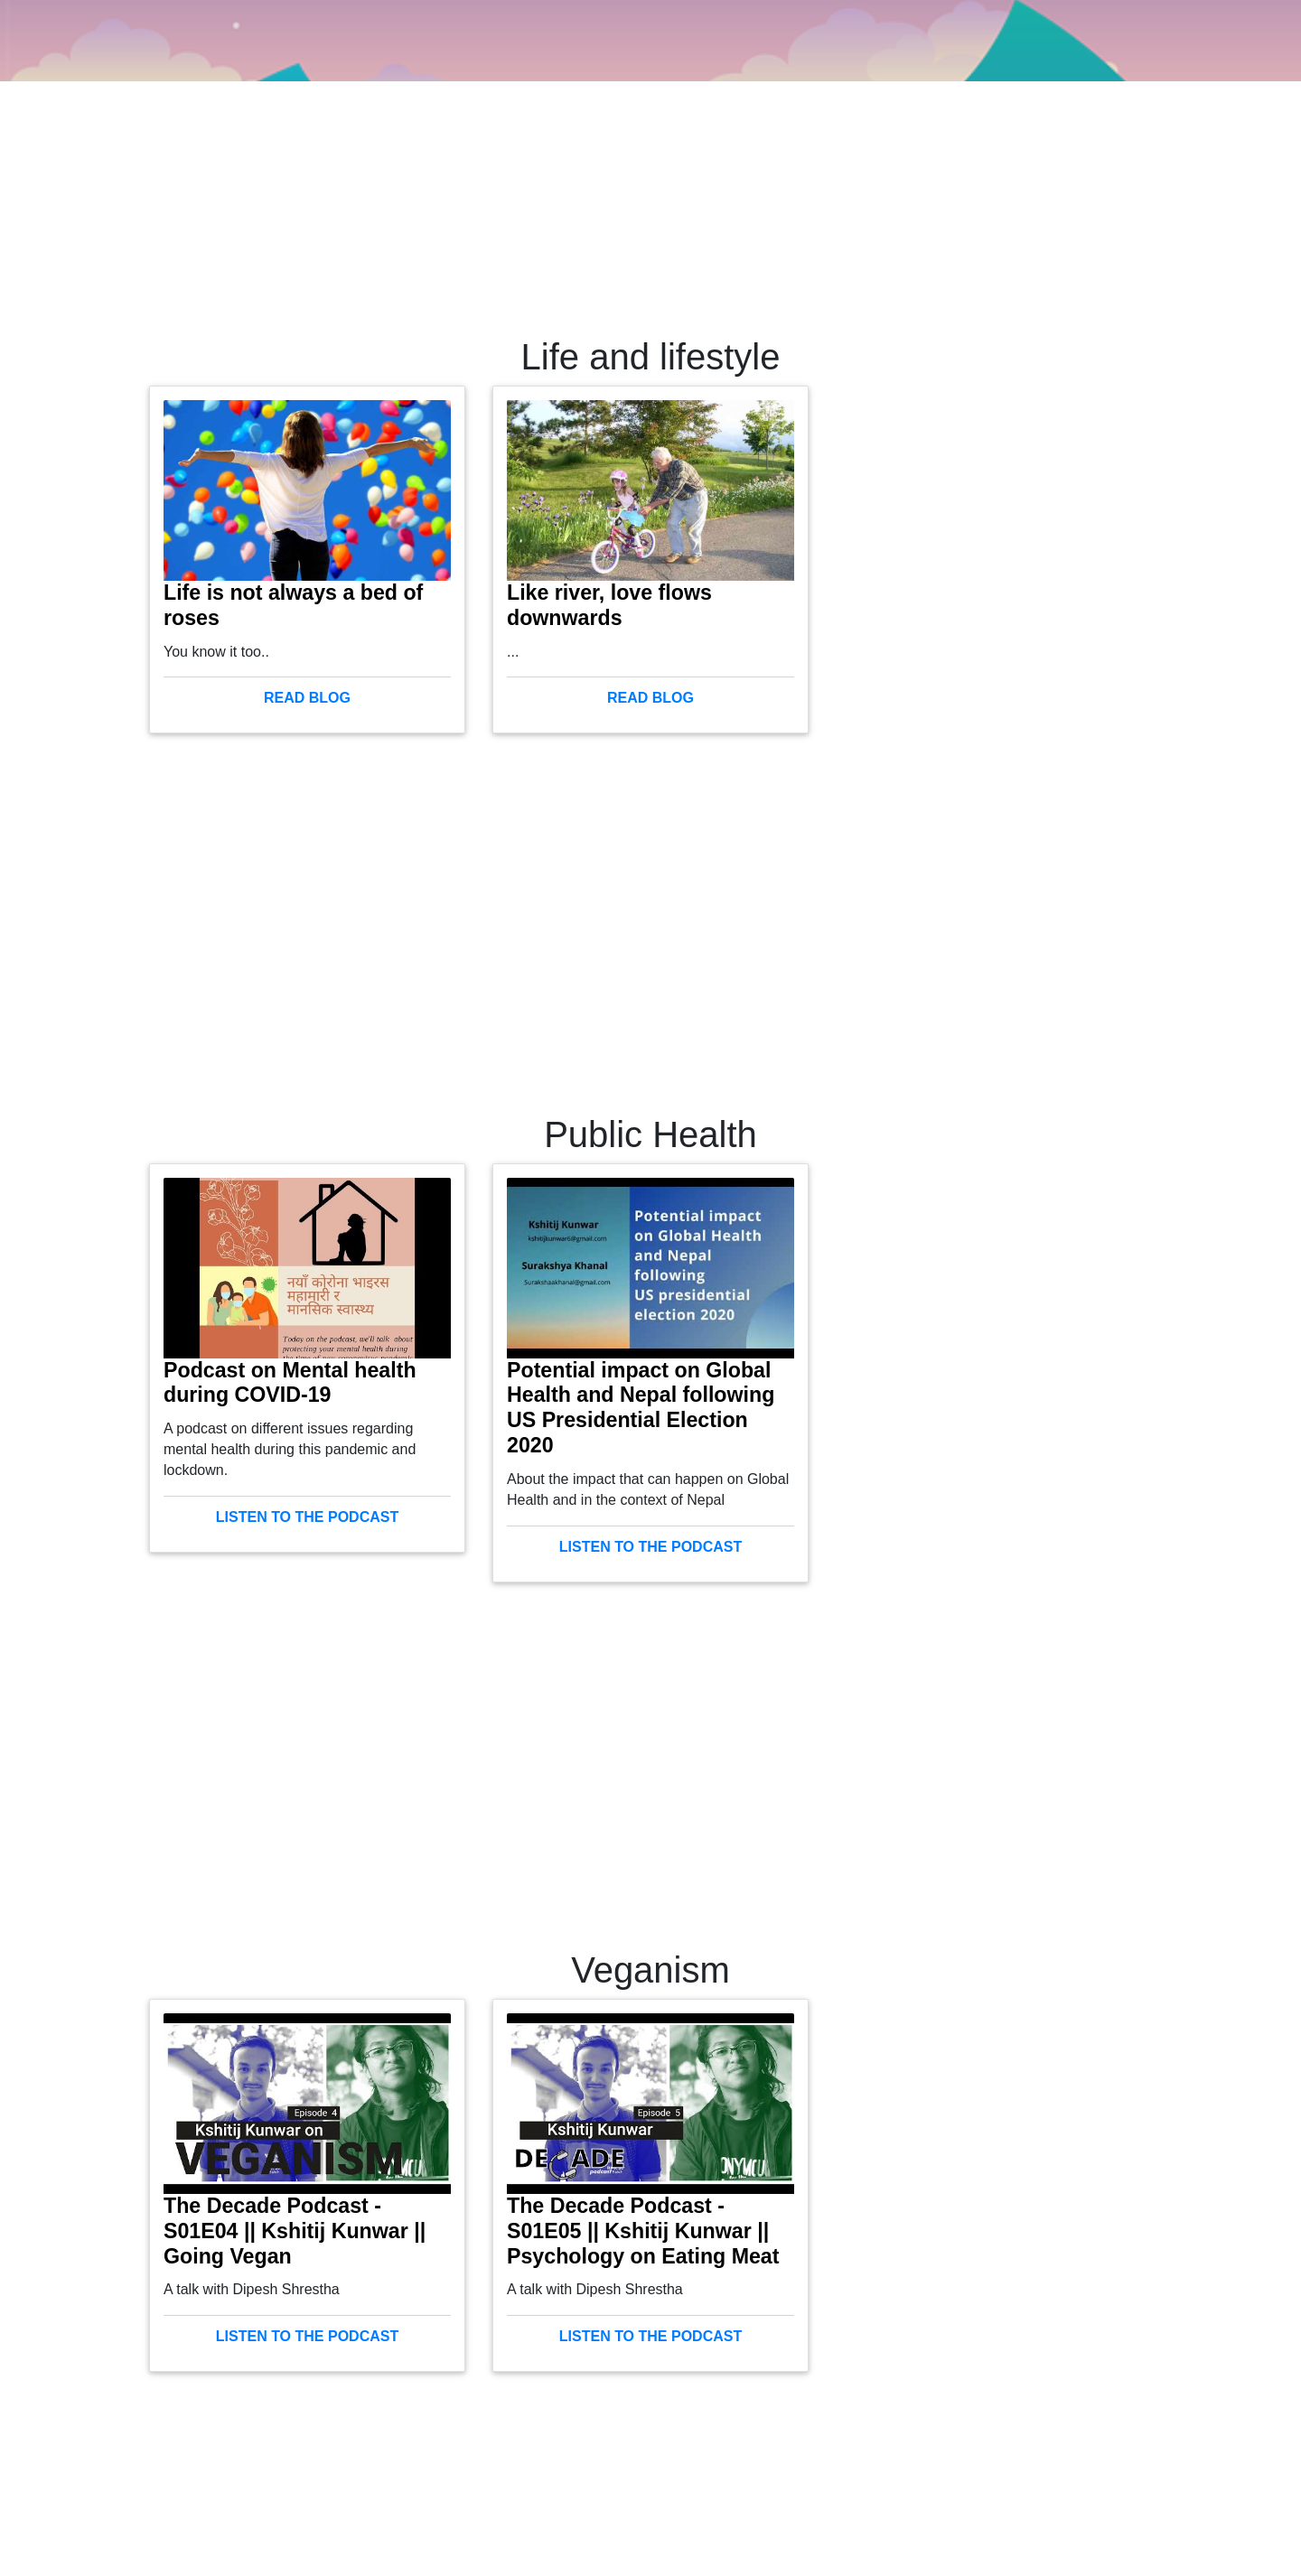 Life and lifestyle
Life is not always a bed of
roses
You know it too..
READ BLOG
Like river, love flows
downwards
...
READ BLOG
Public Health
नयाँ कोरोना भाइरस
महामारी र
मानसिक स्वास्थ्य
Today on the podcast, we'll talk about
protecting your mental health during
Podcast on Mental health
during COVID-19
A podcast on different issues regarding
mental health during this pandemic and
lockdown.
LISTEN TO THE PODCAST
Kshitij Kunwar
kshitijkunwar6@gmail.com
Surakshya Khanal
Surakshaakhanal@gmail.com
Potential impact
on Global Health
and Nepal
following
US presidential
election 2020
Potential impact on Global
Health and Nepal following
US Presidential Election
2020
About the impact that can happen on Global
Health and in the context of Nepal
LISTEN TO THE PODCAST
Veganism
Episode 4
Kshitij Kunwar on
VEGANISM
The Decade Podcast -
S01E04 || Kshitij Kunwar ||
Going Vegan
A talk with Dipesh Shrestha
LISTEN TO THE PODCAST
Episode 5
Kshitij Kunwar
DECADE
podcast
The Decade Podcast -
S01E05 || Kshitij Kunwar ||
Psychology on Eating Meat
A talk with Dipesh Shrestha
LISTEN TO THE PODCAST